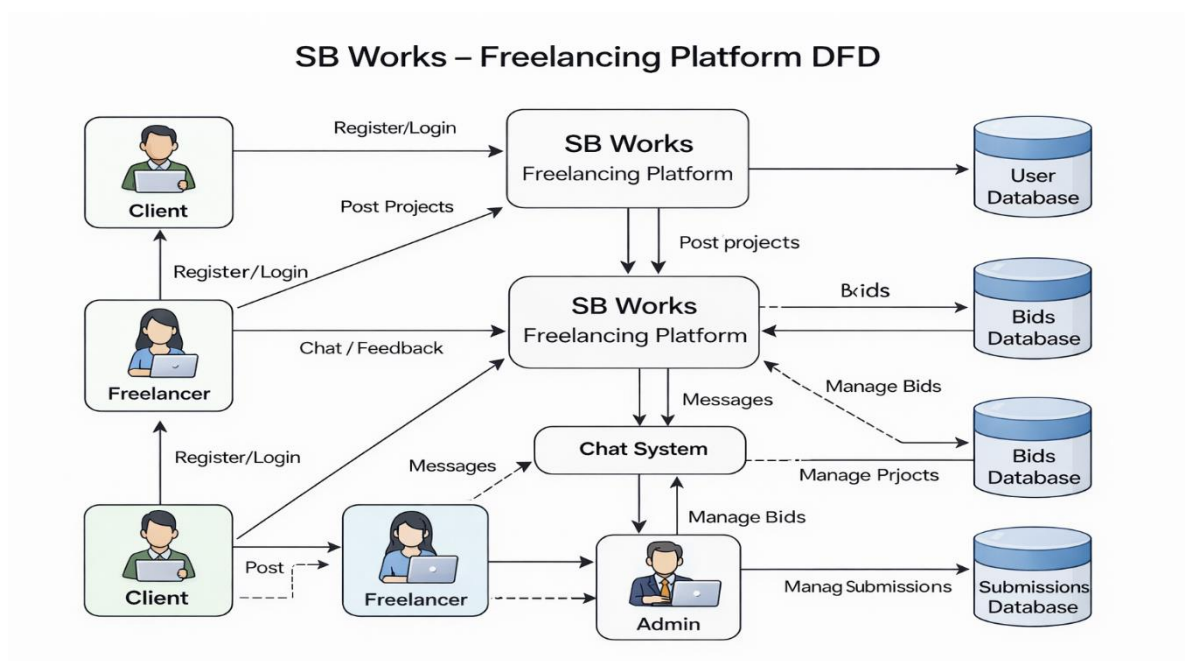 SB Works – Freelancing Platform DFD
Register/Login
SB Works
Freelancing Platform
Client
User
Database
Post Projects
Post projects
Register/Login
SB Works
Freelancing Platform
Bids
Bids
Database
Chat / Feedback
Freelancer
Manage Bids
Messages
Register/Login
Messages
Chat System
Manage Prjocts
Bids
Database
Manage Bids
Client
Post
Freelancer
Admin
Manag Submissions
Submissions
Database